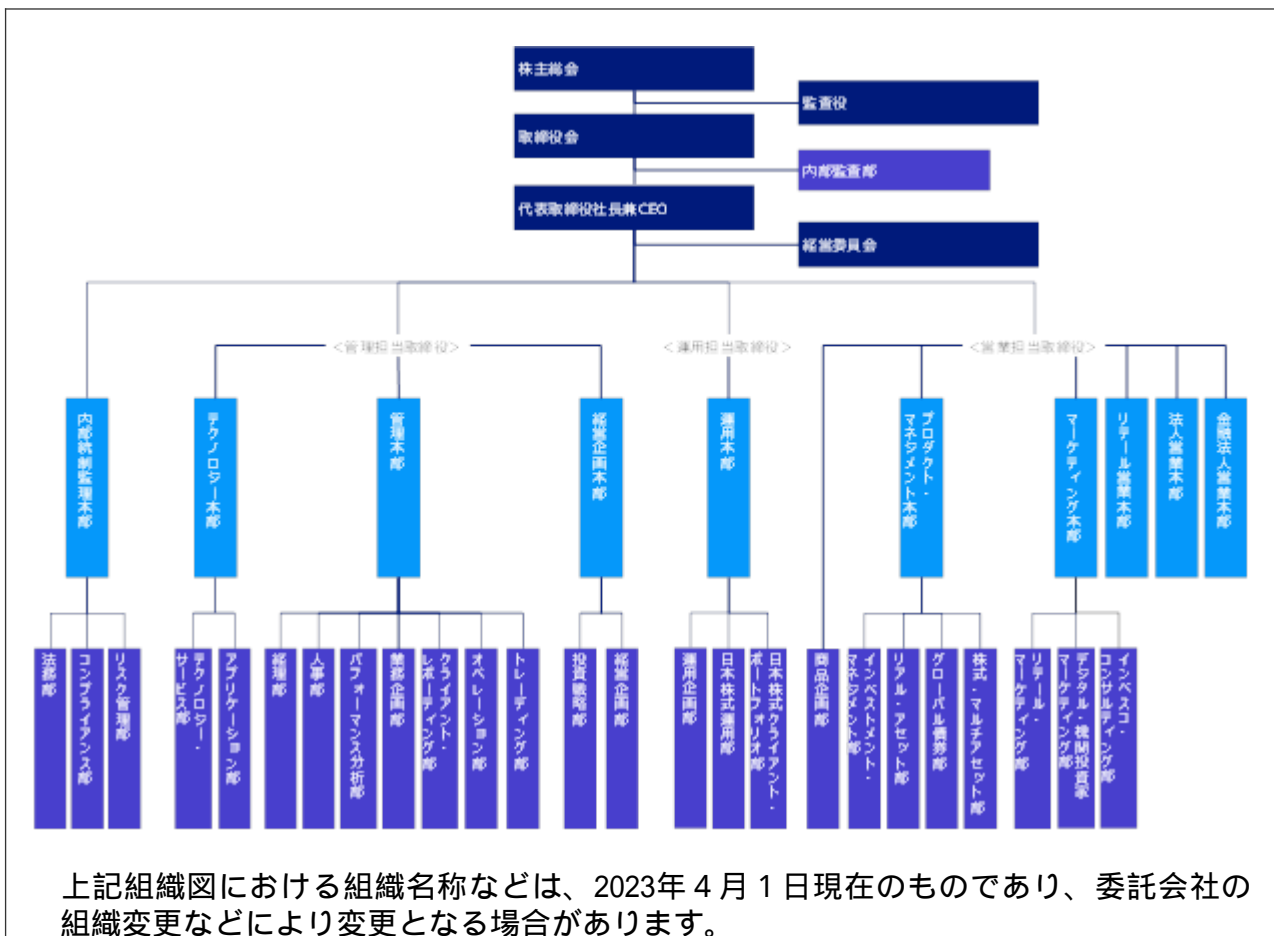 株主総会
監査役
取締役会
内部監査部
代表取締役社長兼CEO
経営委員会
＜管理担当取締役＞
＜運用担当取締役＞
＜営業担当取締役＞
内部統制監理本部
テクノロジー本部
管理本部
経営企画本部
運用本部
プロダクト・
マネジメント本部
マーケティング本部
リテール営業本部
法人営業本部
金融法人営業本部
法務部
コンプライアンス部
リスク管理部
テクノロジー・
サービス部
アプリケーション部
経理部
人事部
パフォーマンス分析部
業務企画部
クライアント・
レポーティング部
オペレーション部
トレーディング部
投資戦略部
経営企画部
運用企画部
日本株式運用部
日本株式クライアント・
ポートフォリオ部
商品企画部
インベストメント・
マネジメント部
リアル・アセット部
グローバル債券部
株式・マルチアセット部
リテール・
マーケティング部
デジタル・機関投資家
マーケティング部
インベスコ・
コンサルティング部
上記組織図における組織名称などは、2023年４月１日現在のものであり、委託会社の
組織変更などにより変更となる場合があります。